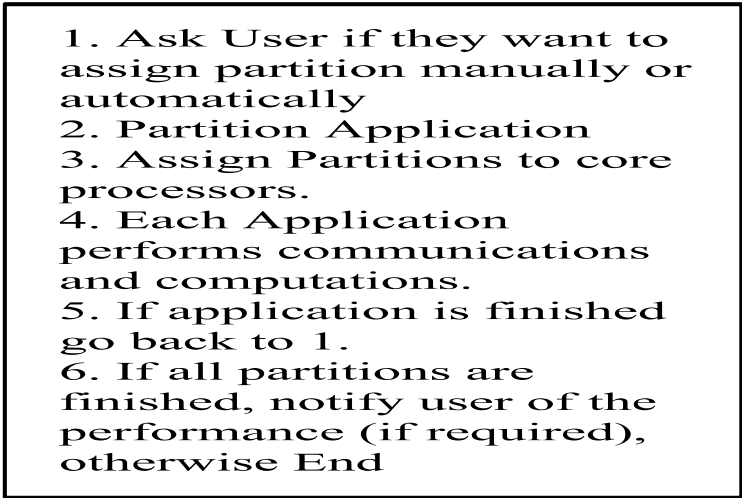 1. Ask User if they want to
assign partition manually or
automatically
2. Partition Application
3. Assign Partitions to core
processors.
4. Each Application
performs communications
and computations.
5. If application is finished
go back to 1.
6. If all partitions are
finished, notify user of the
performance (if required),
otherwise End